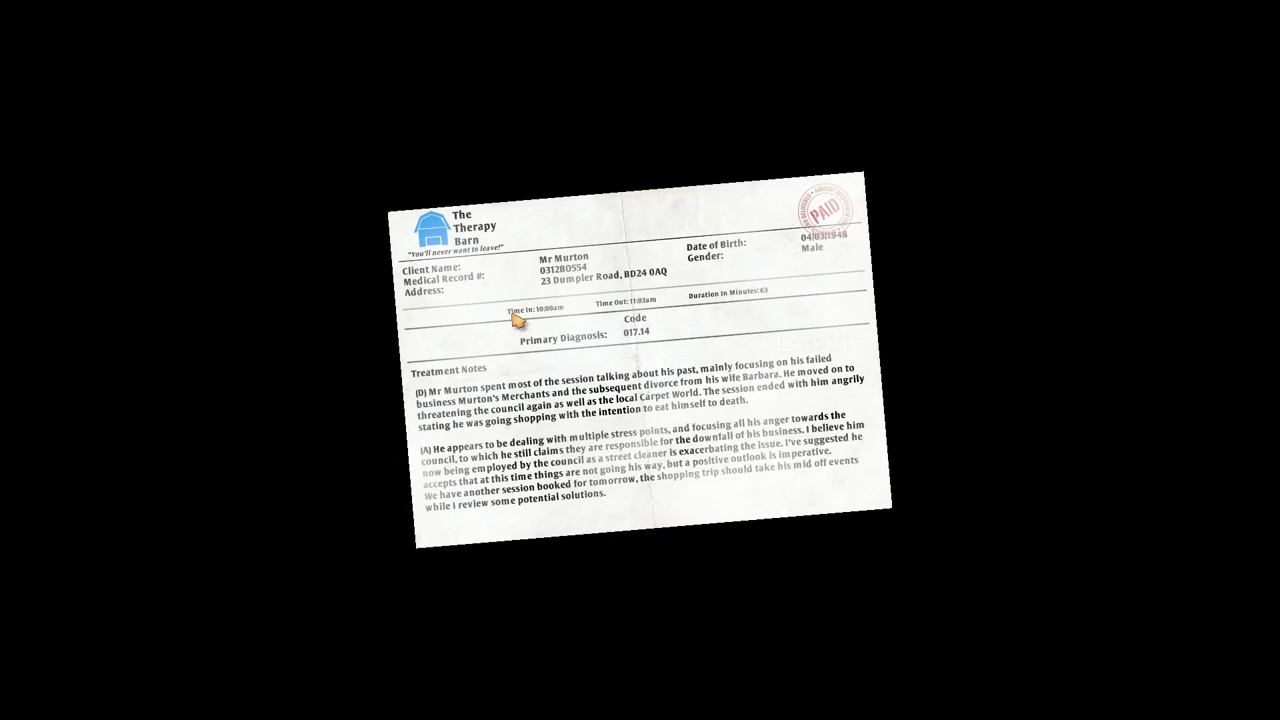 The
Therapy
Barn
"You'll never want to leave!"
PAID
Client Name: Mr Murton Date of Birth: 04/03/1948
Medical Record #: 031280554 Gender: Male
Address: 23 Dumpler Road, BD24 0AQ
Time In: 10:00am Time Out: 11:03am Duration In Minutes: 63
Code
Primary Diagnosis: 017.14
Treatment Notes
(D) Mr Murton spent most of the session talking about his past, mainly focusing on his failed
business Murton's Merchants and the subsequent divorce from his wife Barbara. He moved on to
threatening the council again as well as the local Carpet World. The session ended with him angrily
stating he was going shopping with the intention to eat himself to death.
(A) He appears to be dealing with multiple stress points, and focusing all his anger towards the
council, to which he still claims they are responsible for the downfall of his business. I believe him
now being employed by the council as a street cleaner is exacerbating the issue. I've suggested he
accepts that at this time things are not going his way, but a positive outlook is imperative.
We have another session booked for tomorrow, the shopping trip should take his mid off events
while I review some potential solutions.